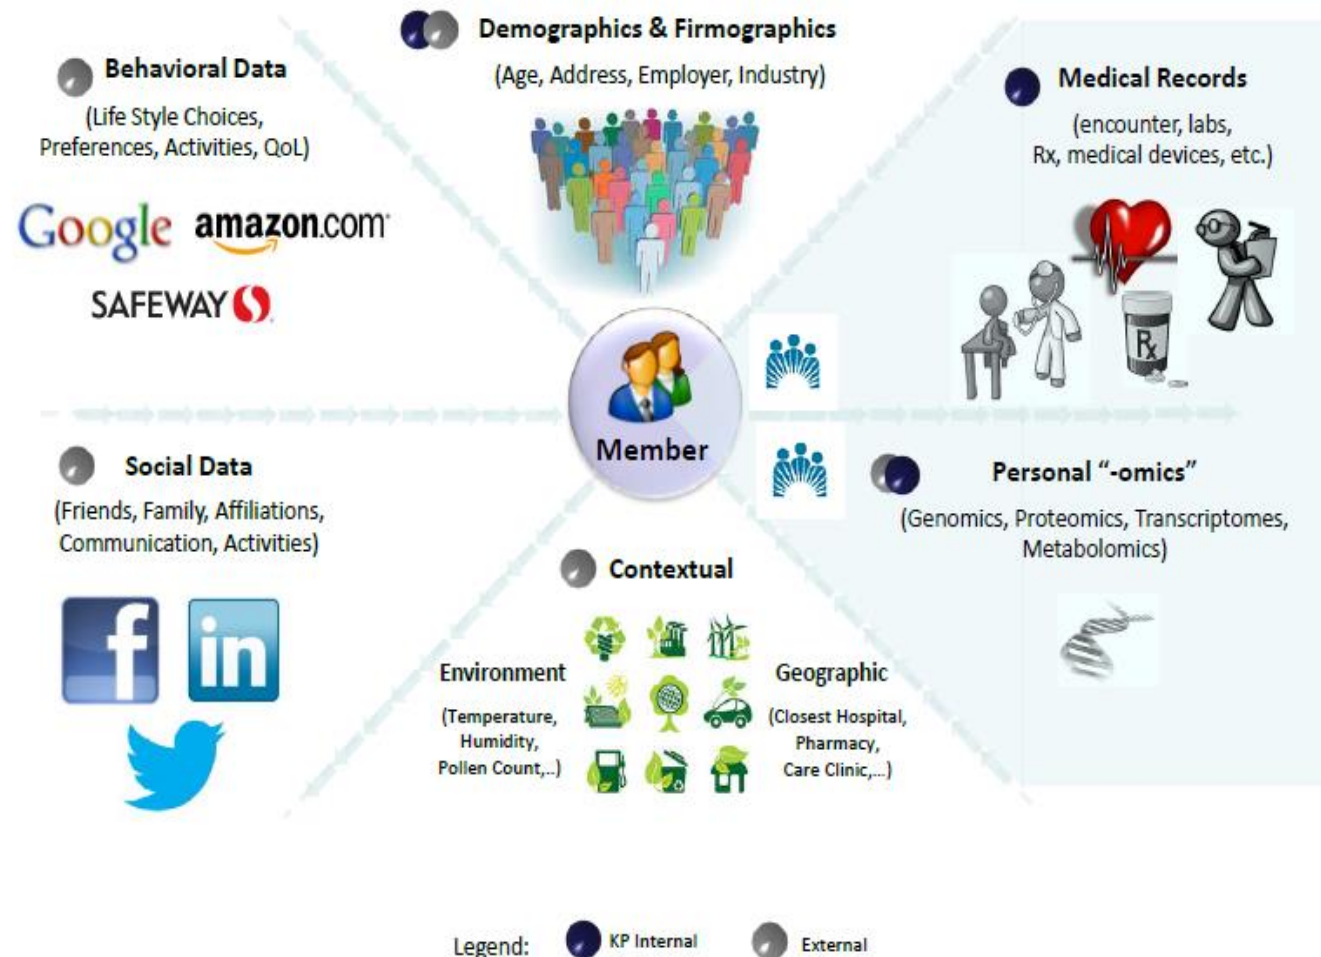 Demographics & Firmographics
(Age, Address, Employer, Industry)
Behavioral Data
(Life Style Choices,
Preferences, Activities, QoL)
Google
amazon.com
SAFEWAY
Medical Records
(encounter, labs,
Rx, medical devices, etc.)
Rx
Member
Social Data
(Friends, Family, Affiliations,
Communication, Activities)
f
in
Personal “-omics”
(Genomics, Proteomics, Transcriptomes,
Metabolomics)
Contextual
Environment
(Temperature,
Humidity,
Pollen Count,..)
Geographic
(Closest Hospital,
Pharmacy,
Care Clinic,...)
Legend:
KP Internal
External